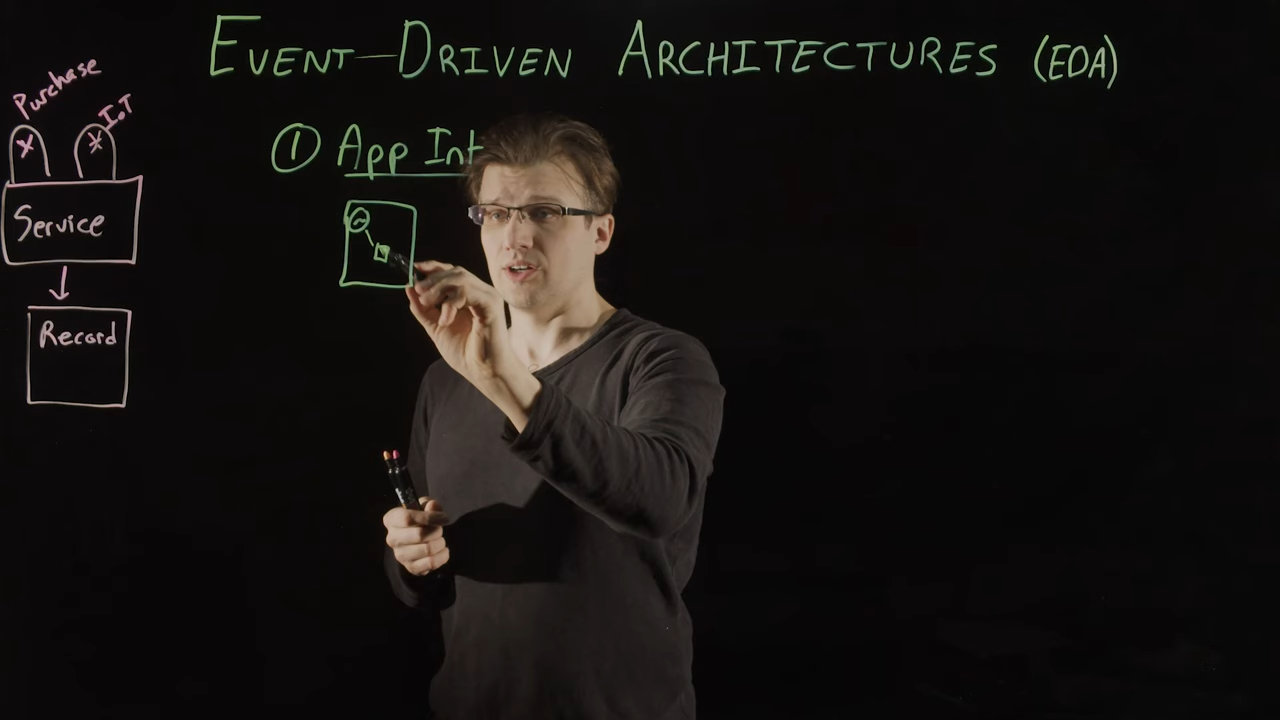 EVENT-DRIVEN ARCHITECTURES (EDA)
① App Int
Purchase
IoT
Service
Record